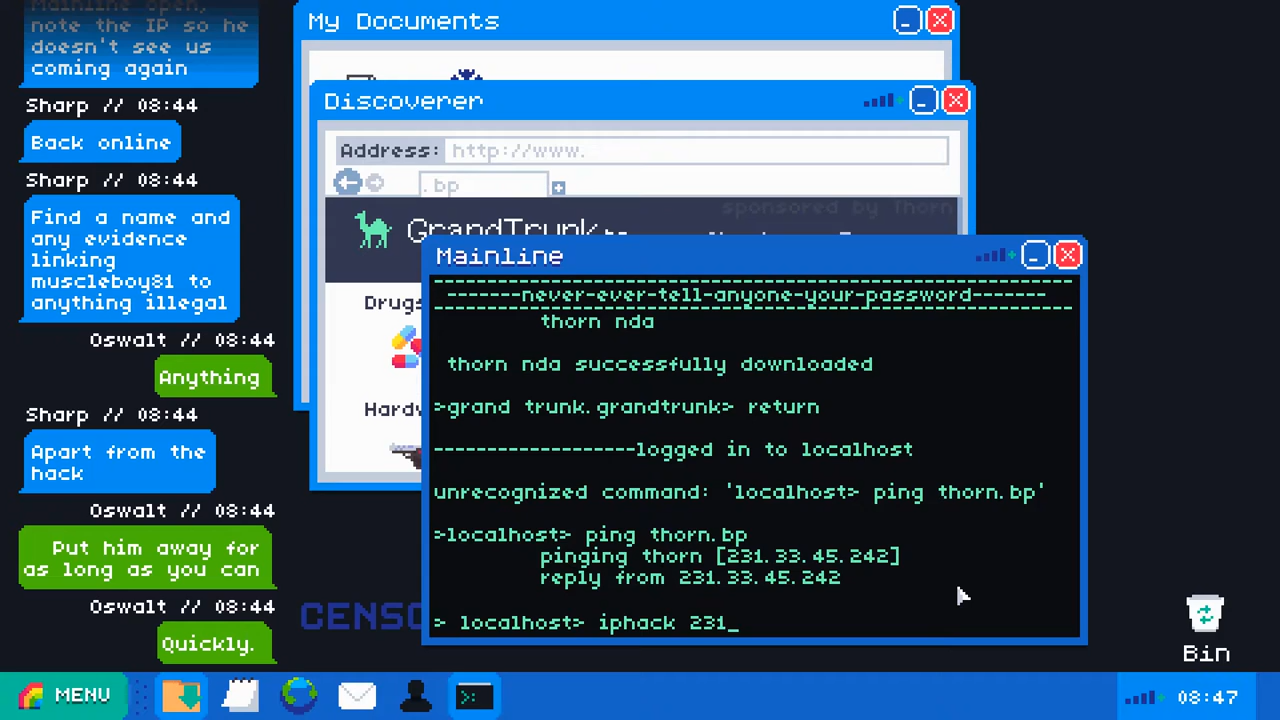 Mainline open,
note the IP so he
doesn't see us
coming again
Sharp // 08:44
Back online
Sharp // 08:44
Find a name and
any evidence
linking
muscleboy81 to
anything illegal
Oswalt // 08:44
Anything
Sharp // 08:44
Apart from the
hack
Oswalt // 08:44
Put him away for
as long as you can
Oswalt // 08:44
Quickly.
My Documents
Discoverer
Address: http://www.
.bp
sponsored by Thorn
GrandTrunk
Drugs
Hardw
Mainline
-------never-ever-tell-anyone-your-password-------
thorn nda
thorn nda successfully downloaded
>grand trunk.grandtrunk> return
------------------logged in to localhost
unrecognized command: 'localhost> ping thorn.bp'
>localhost> ping thorn.bp
pinging thorn [231.33.45.242]
reply from 231.33.45.242
> localhost> iphack 231_
CENSO
Bin
MENU
08:47